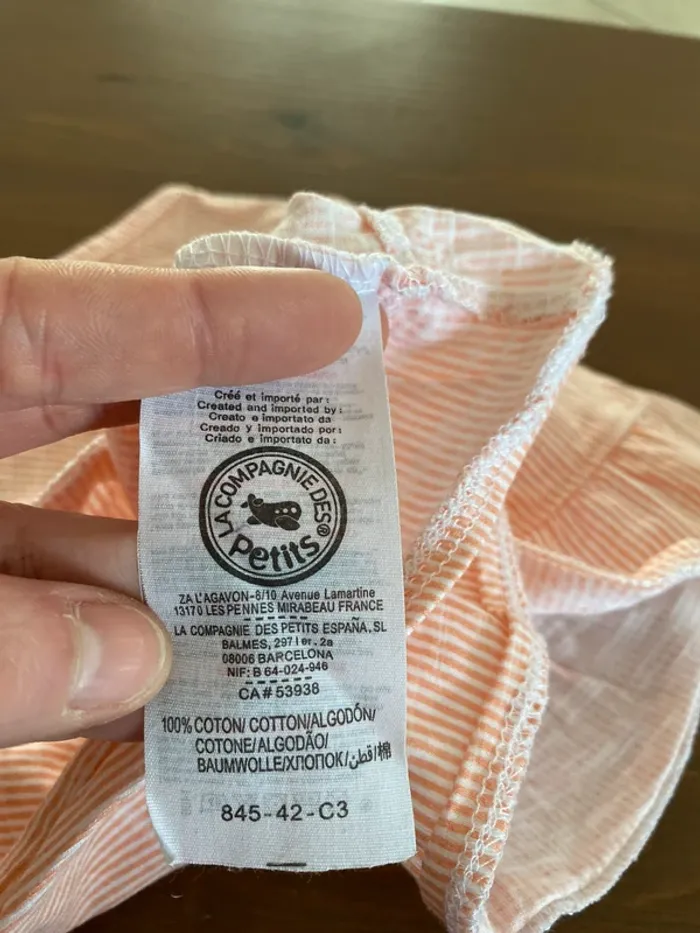 Créé et importé par:
Created and imported by:
Creato e importato da
Creado y importado por:
Criado e importato da:
LA COMPAGNIE DES®
Petits
ZA L'AGAVON-8/10 Avenue Lamartine
13170 LES PENNES MIRABEAU FRANCE
LA COMPAGNIE DES PETITS ESPAÑA.SL
BALMES, 297 1er. 2a
08006 BARCELONA
NIF: B 64-024-946
CA# 53938
100% COTON/ COTTON/ALGODÓN/
COTONE/ALGODÃO/
BAUMWOLLE/ХЛОПОК/قطن/棉
845-42-C3